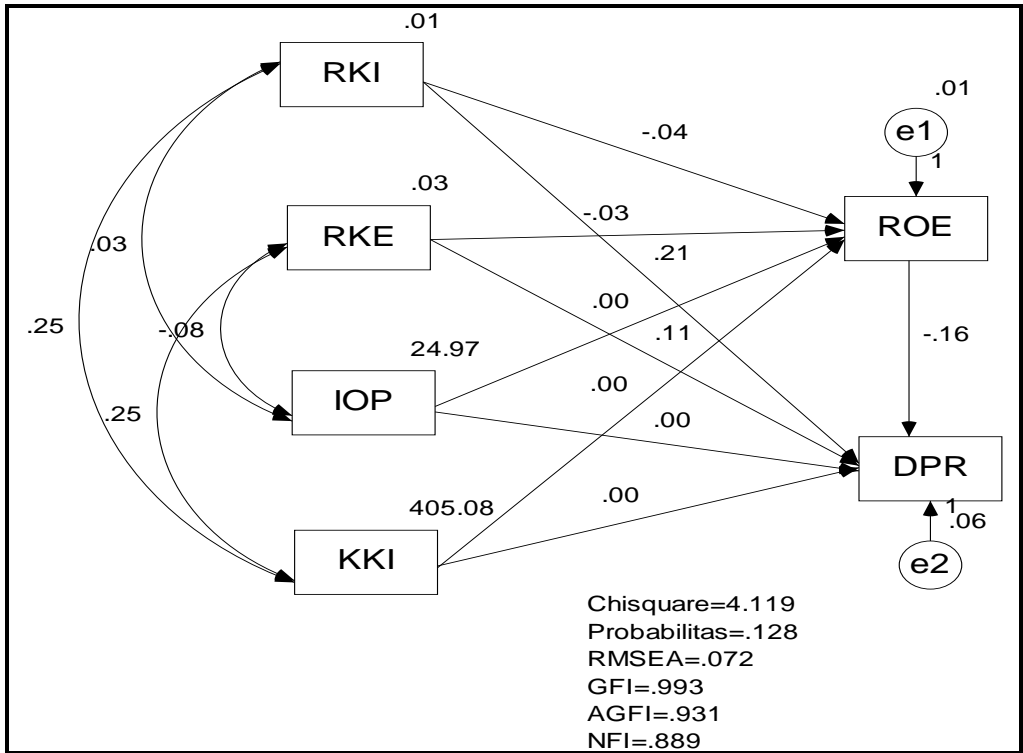 .01
RKI
.01
-.04
e1
1
.03
-.03
RKE
ROE
.03
.21
.25
-.08
.00
.11
-.16
24.97
IOP
.00
.25
.00
DPR
405.08
.00
1
.06
KKI
e2
Chisquare=4.119
Probabilitas=.128
RMSEA=.072
GFI=.993
AGFI=.931
NFI=.889